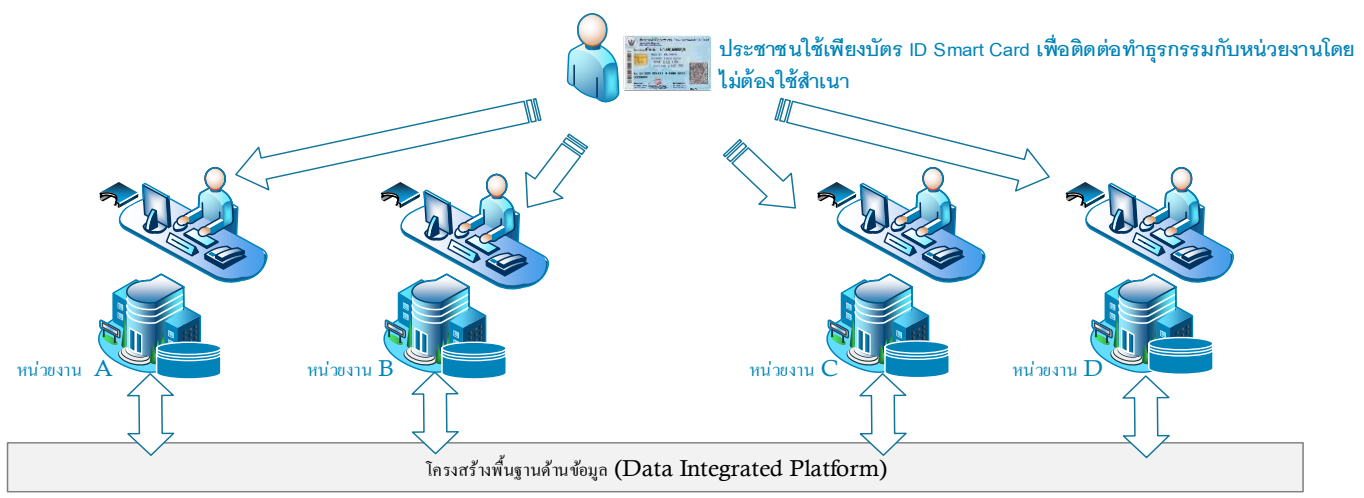 ประชาชนใช้เพียงบัตร ID Smart Card เพื่อติดต่อทำธุรกรรมกับหน่วยงานโดย
ไม่ต้องใช้สำเนา
หน่วยงาน A
หน่วยงาน B
หน่วยงาน C
หน่วยงาน D
โครงสร้างพื้นฐานด้านข้อมูล (Data Integrated Platform)